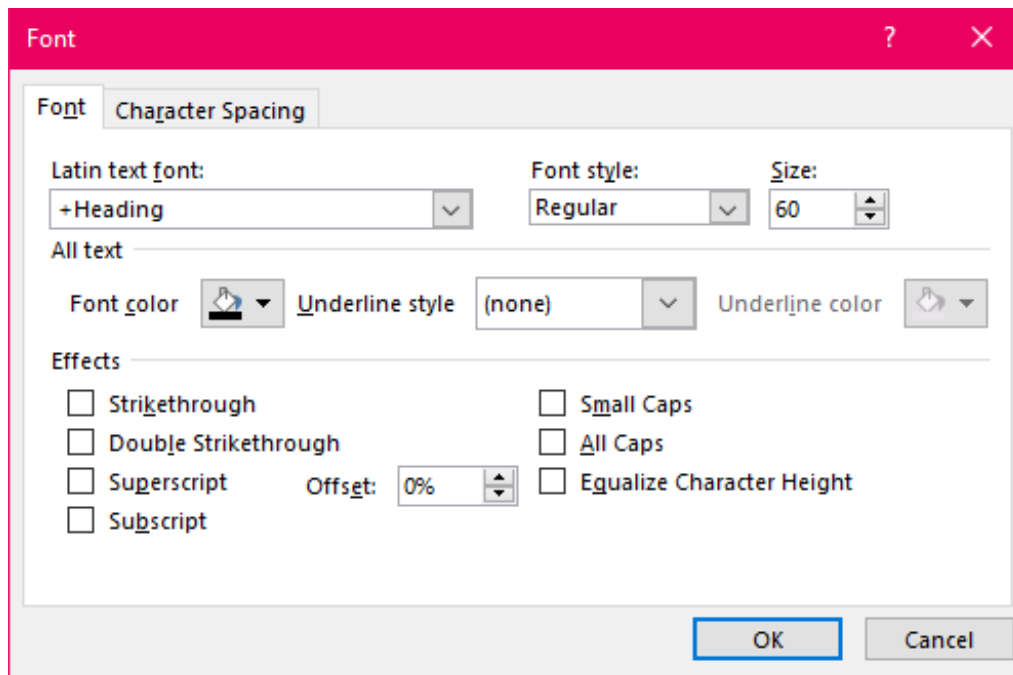 Font ?
Font Character Spacing
Latin text font: Font style: Size:
+Heading Regular 60
All text
Font color Underline style (none) Underline color
Effects
Strikethrough Small Caps
Double Strikethrough All Caps
Superscript Offset: 0% Equalize Character Height
Subscript
OK Cancel